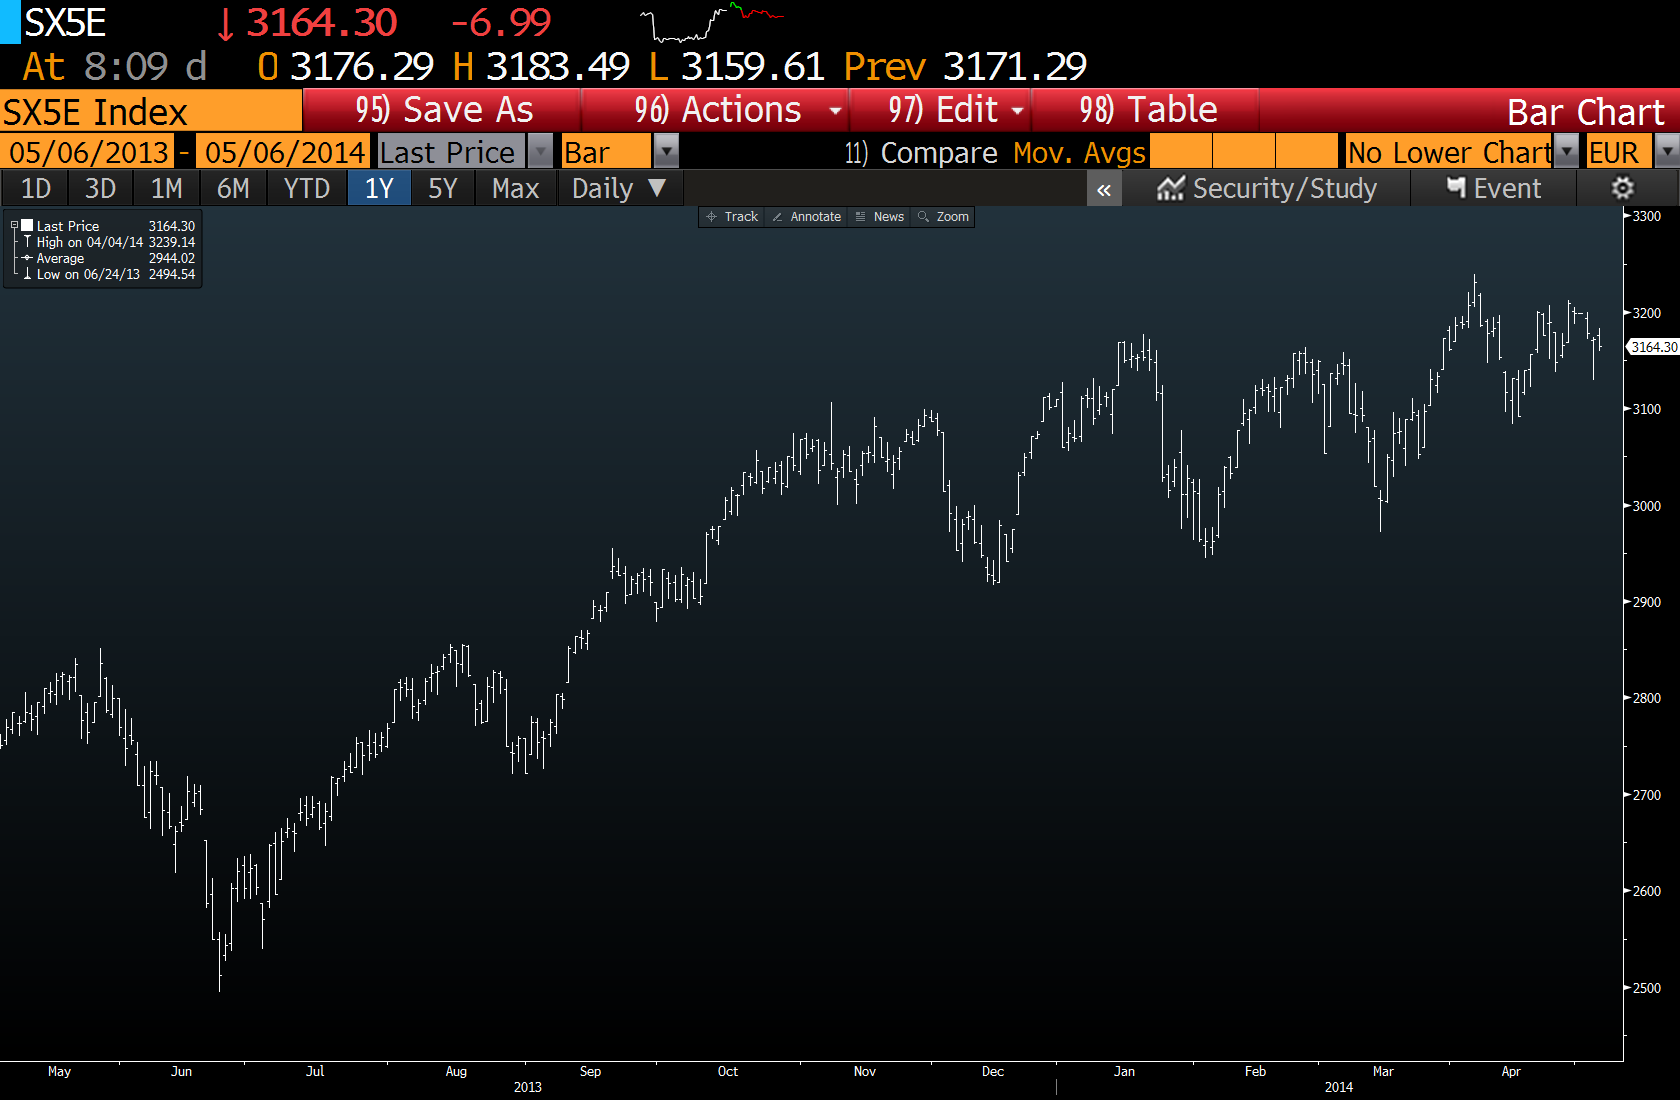 SX5E ↓3164.30 -6.99
At 8:09 d O 3176.29 H 3183.49 L 3159.61 Prev 3171.29
SX5E Index 95) Save As 96) Actions 97) Edit 98) Table Bar Chart
05/06/2013 - 05/06/2014 Last Price Bar 11) Compare Mov. Avgs No Lower Chart EUR
1D 3D 1M 6M YTD 1Y 5Y Max Daily ▼ « Security/Study Event
Track Annotate News Zoom
Last Price 3164.30
High on 04/04/14 3239.14
Average 2944.02
Low on 06/24/13 2494.54
3300
3200
3164.30
3100
3000
2900
2800
2700
2600
2500
May Jun Jul Aug Sep Oct Nov Dec Jan Feb Mar Apr
2013 2014